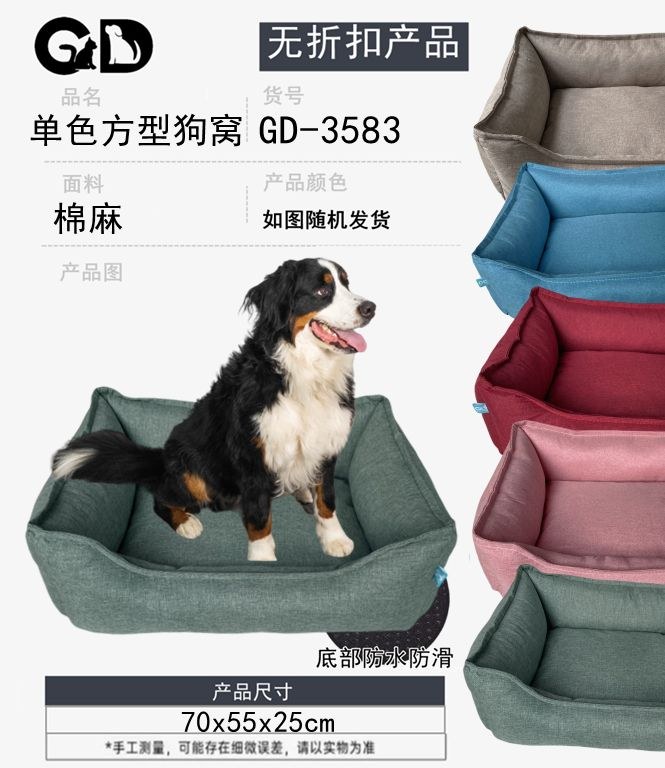 GD
无折扣产品
品名
货号
单色方型狗窝
GD-3583
面料
产品颜色
棉麻
如图随机发货
产品图
底部防水防滑
产品尺寸
70x55x25cm
*手工测量，可能存在细微误差，请以实物为准